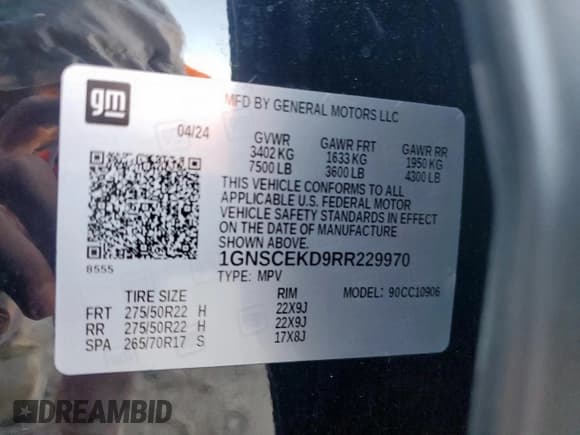 gm
MFD BY GENERAL MOTORS LLC
04/24 GVWR GAWR FRT GAWR RR
3402 KG 1633 KG 1950 KG
7500 LB 3600 LB 4300 LB
THIS VEHICLE CONFORMS TO ALL
APPLICABLE U.S. FEDERAL MOTOR
VEHICLE SAFETY STANDARDS IN EFFECT
ON THE DATE OF MANUFACTURE
SHOWN ABOVE.
8555
1GNSCEKD9RR229970
TYPE: MPV
TIRE SIZE RIM MODEL: 90CC10906
FRT 275/50R22 H 22X9J
RR 275/50R22 H 22X9J
SPA 265/70R17 S 17X8J
DREAMBID